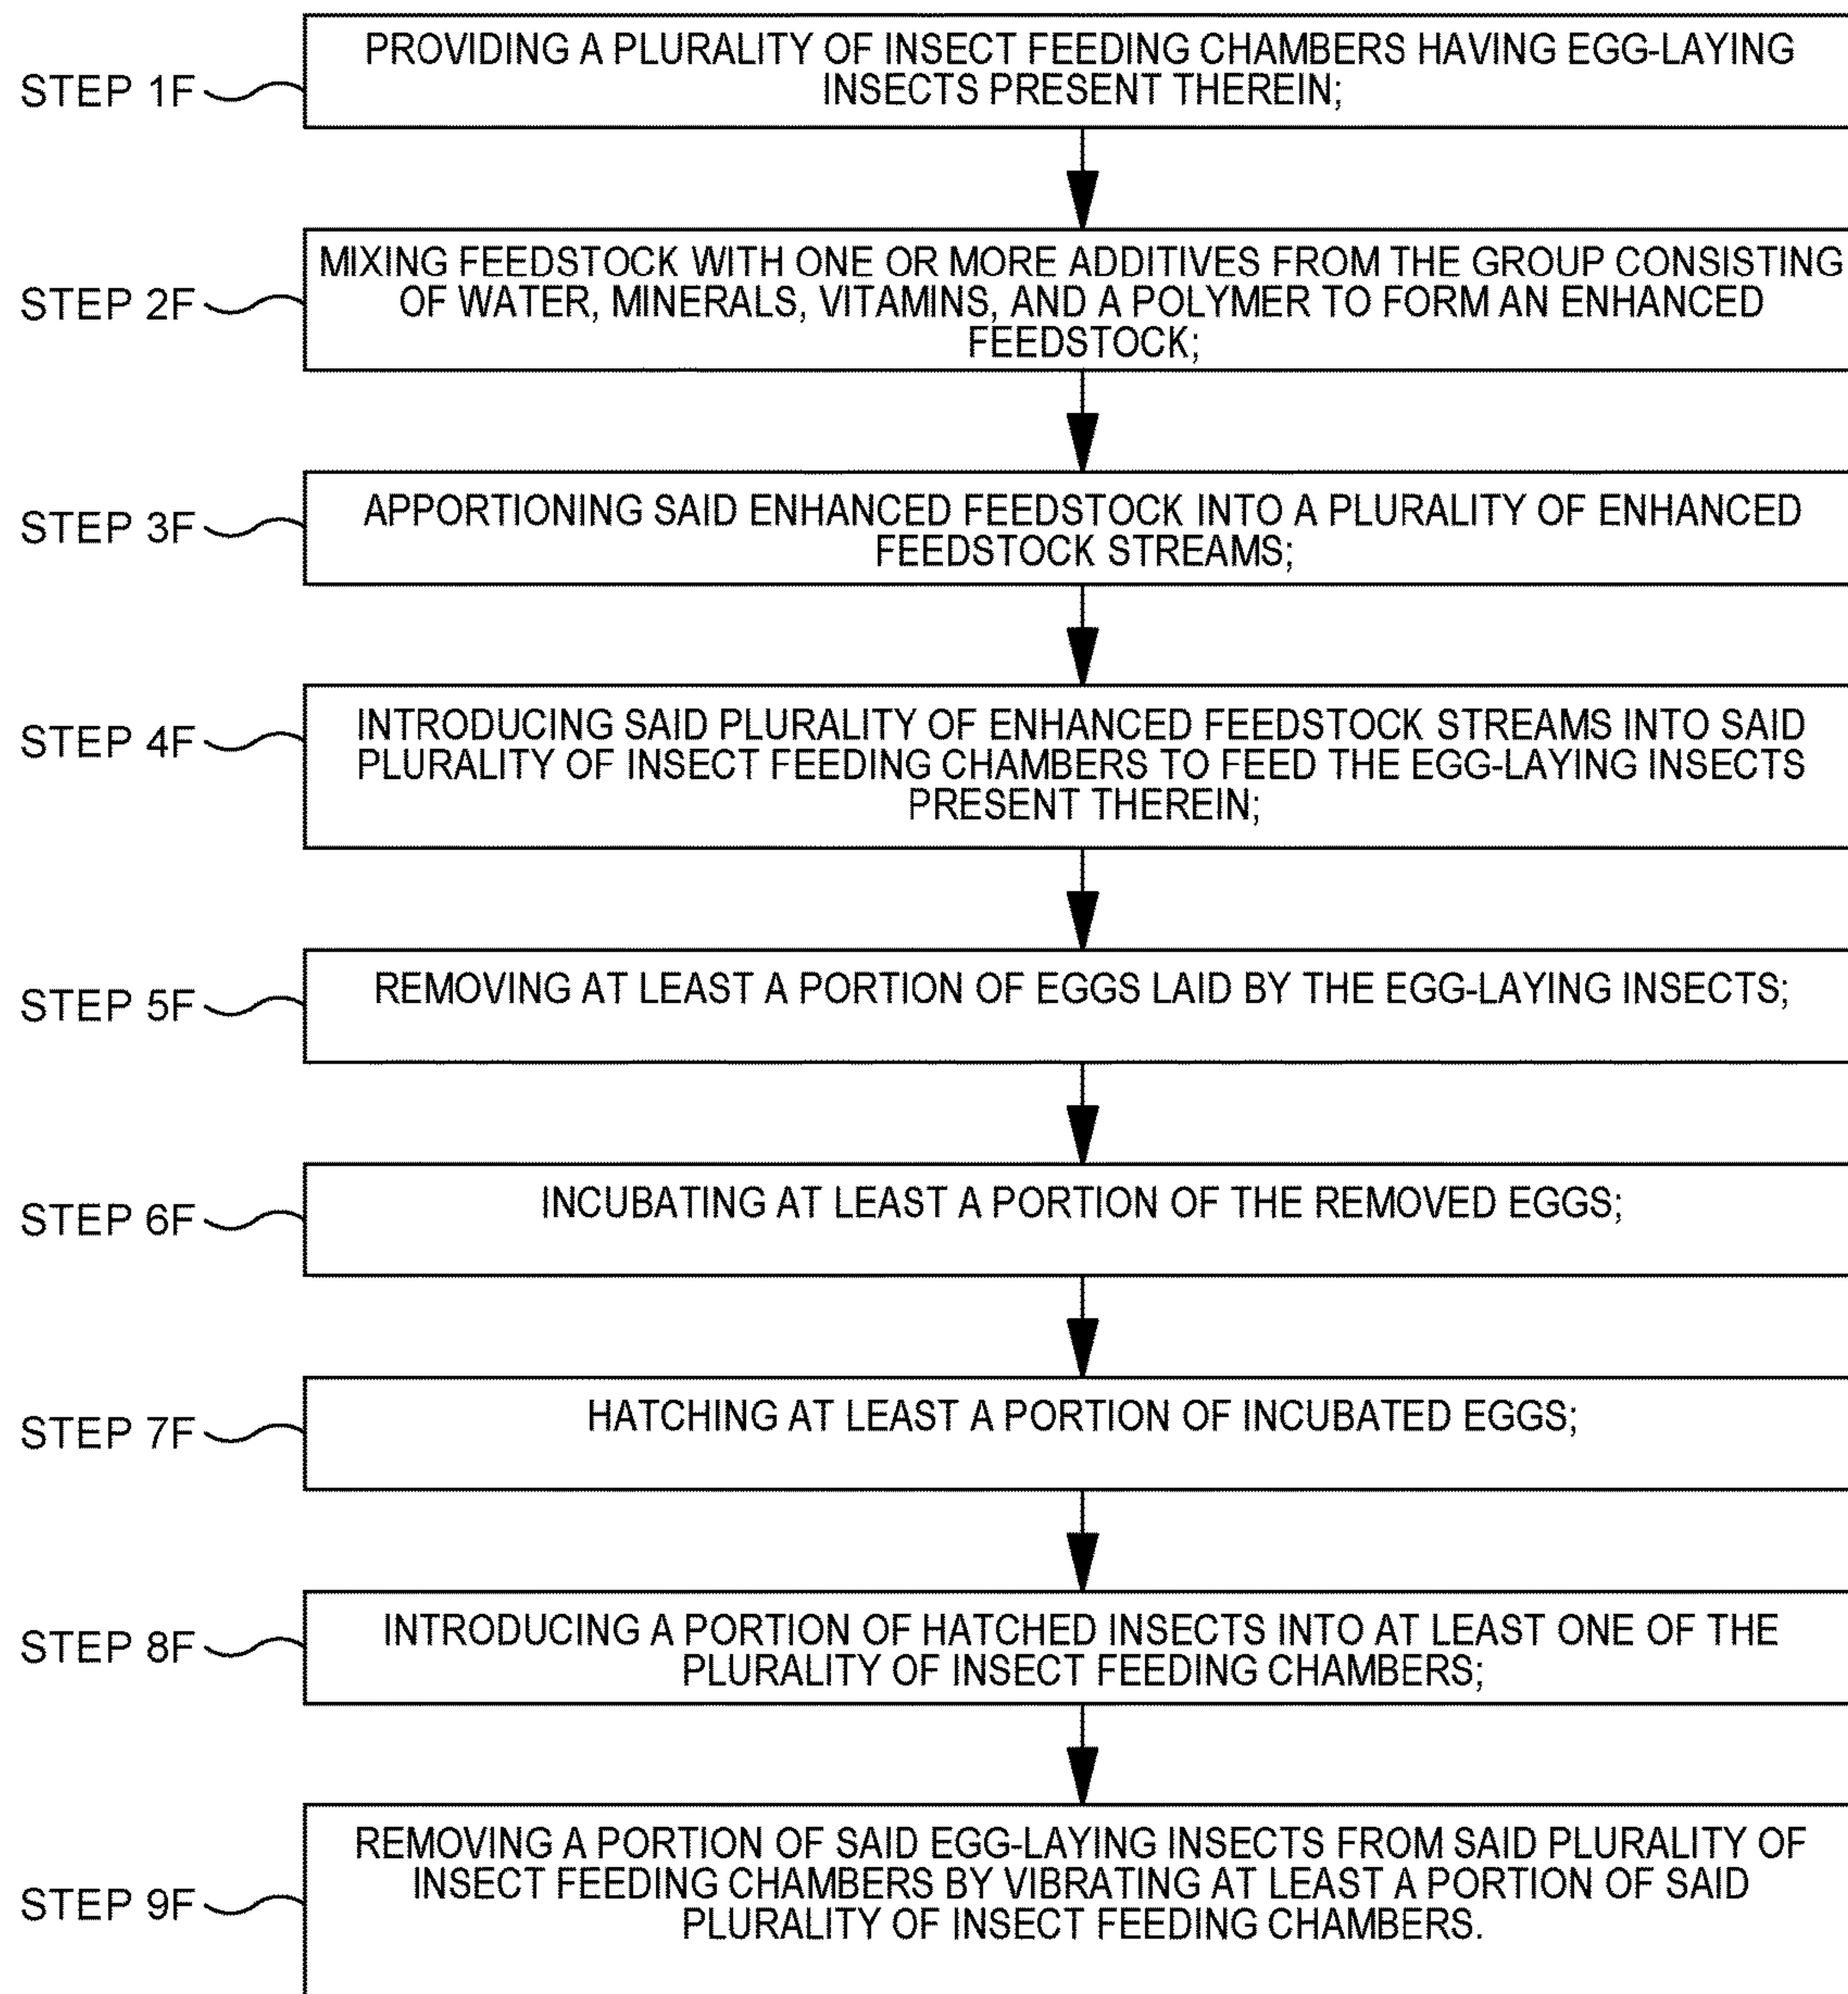 STEP 1F
PROVIDING A PLURALITY OF INSECT FEEDING CHAMBERS HAVING EGG-LAYING
INSECTS PRESENT THEREIN;
STEP 2F
MIXING FEEDSTOCK WITH ONE OR MORE ADDITIVES FROM THE GROUP CONSISTING
OF WATER, MINERALS, VITAMINS, AND A POLYMER TO FORM AN ENHANCED
FEEDSTOCK;
STEP 3F
APPORTIONING SAID ENHANCED FEEDSTOCK INTO A PLURALITY OF ENHANCED
FEEDSTOCK STREAMS;
STEP 4F
INTRODUCING SAID PLURALITY OF ENHANCED FEEDSTOCK STREAMS INTO SAID
PLURALITY OF INSECT FEEDING CHAMBERS TO FEED THE EGG-LAYING INSECTS
PRESENT THEREIN;
STEP 5F
REMOVING AT LEAST A PORTION OF EGGS LAID BY THE EGG-LAYING INSECTS;
STEP 6F
INCUBATING AT LEAST A PORTION OF THE REMOVED EGGS;
STEP 7F
HATCHING AT LEAST A PORTION OF INCUBATED EGGS;
STEP 8F
INTRODUCING A PORTION OF HATCHED INSECTS INTO AT LEAST ONE OF THE
PLURALITY OF INSECT FEEDING CHAMBERS;
STEP 9F
REMOVING A PORTION OF SAID EGG-LAYING INSECTS FROM SAID PLURALITY OF
INSECT FEEDING CHAMBERS BY VIBRATING AT LEAST A PORTION OF SAID
PLURALITY OF INSECT FEEDING CHAMBERS.